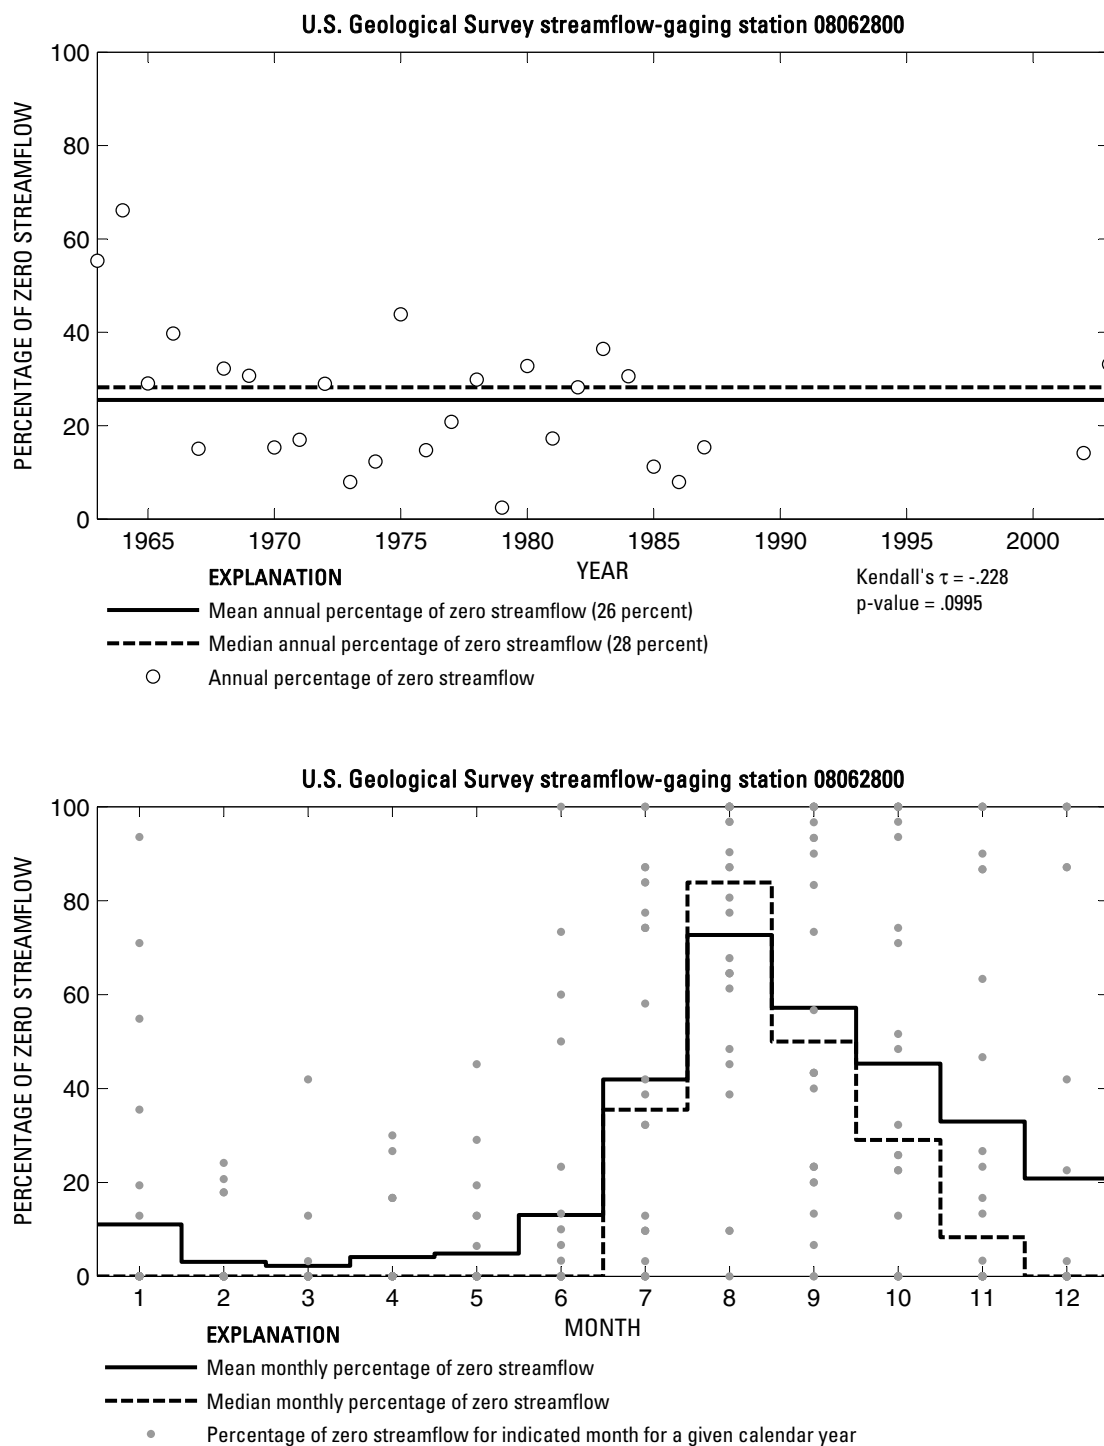 U.S. Geological Survey streamflow-gaging station 08062800
PERCENTAGE OF ZERO STREAMFLOW
100
80
60
40
20
0
1965 1970 1975 1980 1985 1990 1995 2000
YEAR
EXPLANATION
Mean annual percentage of zero streamflow (26 percent)
Median annual percentage of zero streamflow (28 percent)
Annual percentage of zero streamflow
Kendall's τ = -.228
p-value = .0995
U.S. Geological Survey streamflow-gaging station 08062800
PERCENTAGE OF ZERO STREAMFLOW
100
80
60
40
20
0
1 2 3 4 5 6 7 8 9 10 11 12
MONTH
EXPLANATION
Mean monthly percentage of zero streamflow
Median monthly percentage of zero streamflow
Percentage of zero streamflow for indicated month for a given calendar year